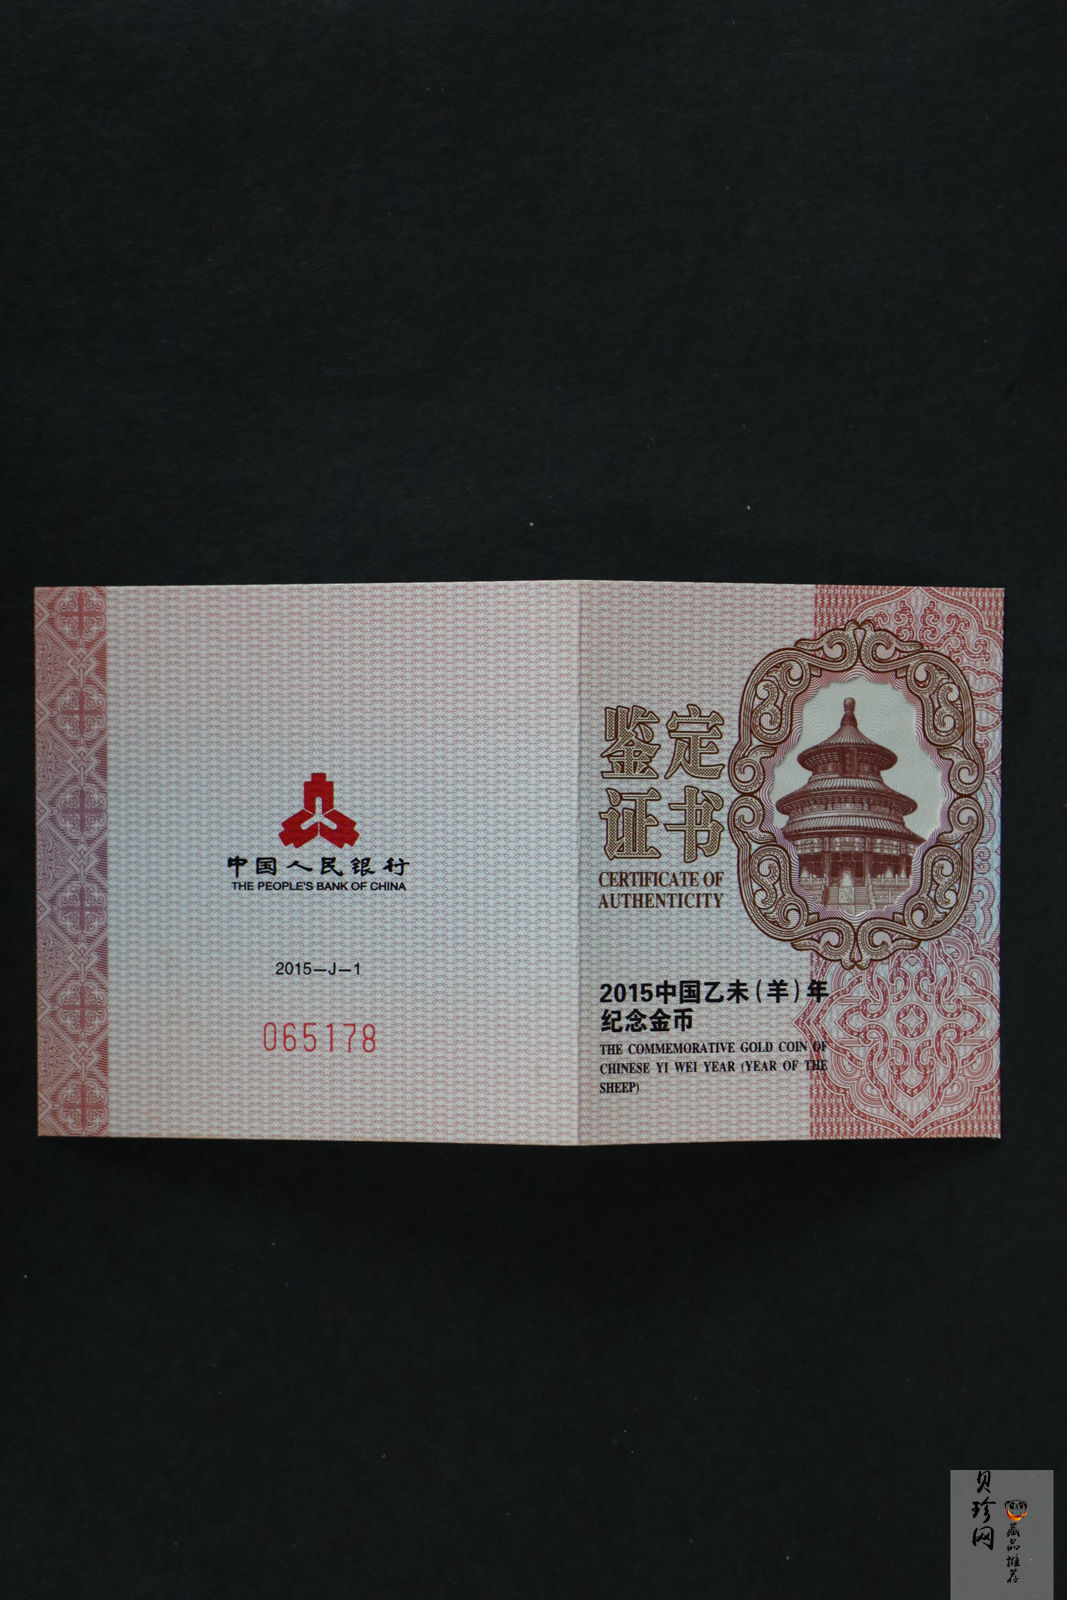 中国人民银行
THE PEOPLE'S BANK OF CHINA
2015—J—1
065178
鉴定
证书
CERTIFICATE OF
AUTHENTICITY
2015中国乙未(羊)年
纪念金币
THE COMMEMORATIVE GOLD COIN OF
CHINESE YI WEI YEAR (YEAR OF THE
SHEEP)
贝珍网
藏品推荐